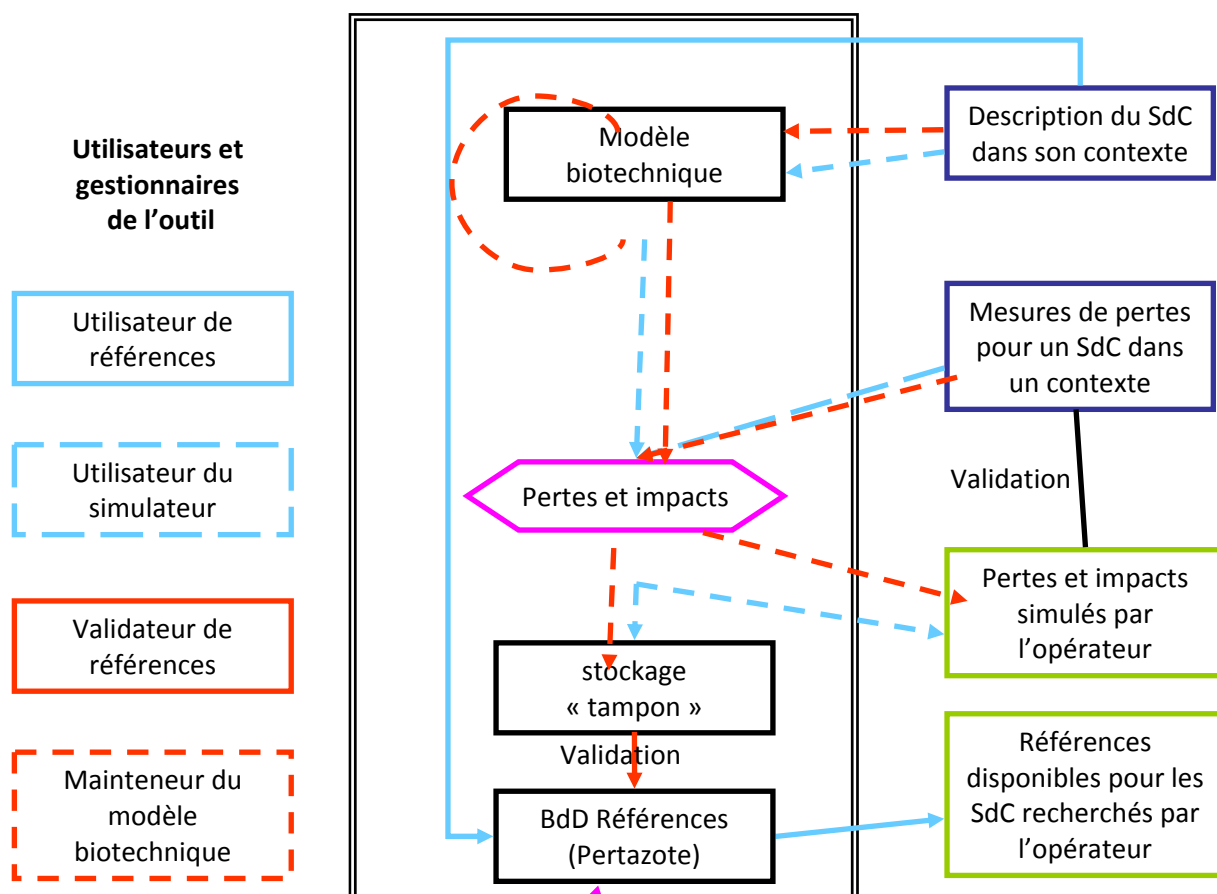 Utilisateurs et
gestionnaires
de l'outil
Utilisateur de
références
Utilisateur du
simulateur
Validateur de
références
Mainteneur du
modèle
biotechnique
Modèle
biotechnique
Pertes et impacts
stockage
« tampon »
Validation
BdD Références
(Pertazote)
Description du SdC
dans son contexte
Mesures de pertes
pour un SdC dans
un contexte
Validation
Pertes et impacts
simulés par
l'opérateur
Références
disponibles pour les
SdC recherchés par
l'opérateur